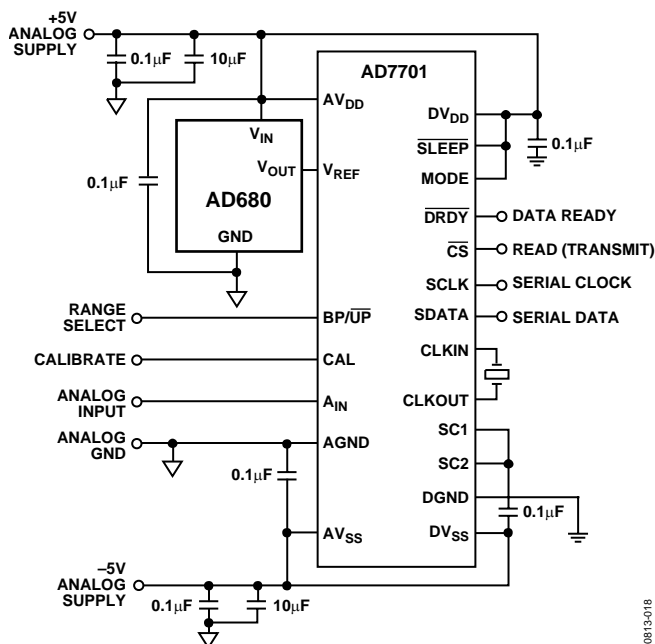 +5V
ANALOG
SUPPLY
0.1µF
10µF
AD7701
AVDD
DVDD
VIN
SLEEP
0.1µF
VOUT
VREF
MODE
0.1µF
AD680
DRDY
DATA READY
GND
CS
READ (TRANSMIT)
SCLK
SERIAL CLOCK
RANGE
SELECT
BP/UP
SDATA
SERIAL DATA
CALIBRATE
CAL
CLKIN
ANALOG
INPUT
AIN
CLKOUT
ANALOG
GND
AGND
SC1
SC2
0.1µF
DGND
0.1µF
AVSS
DVSS
–5V
ANALOG
SUPPLY
0.1µF
10µF
0813-018